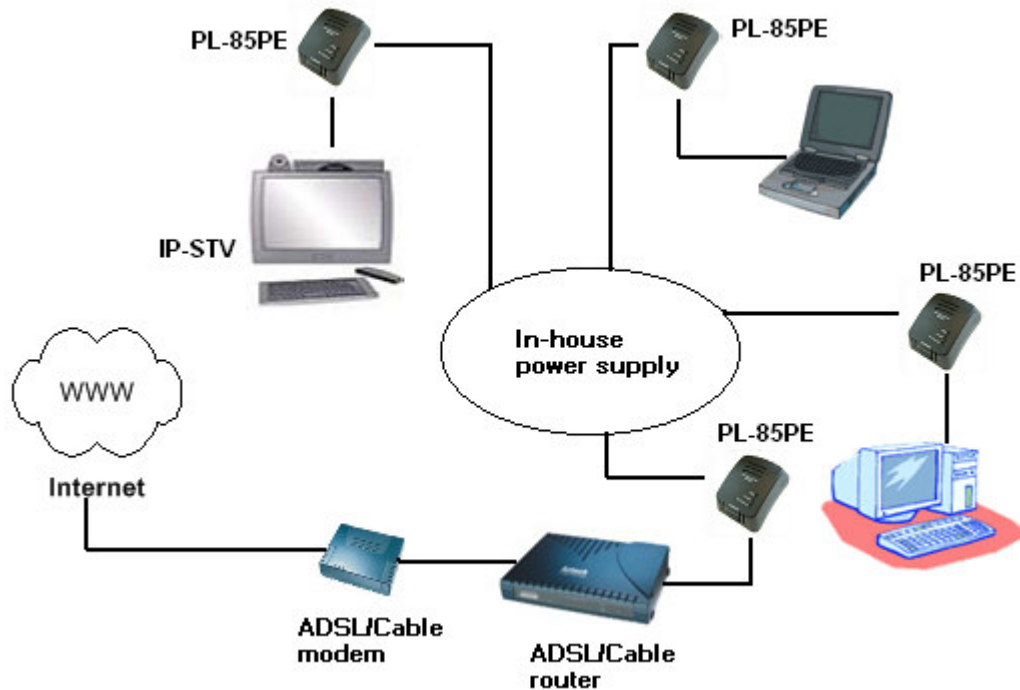 PL-85PE
PL-85PE
IP-STV
PL-85PE
In-house
power supply
WWW
PL-85PE
Internet
Aztech
ADSL/Cable
modem
ADSL/Cable
router